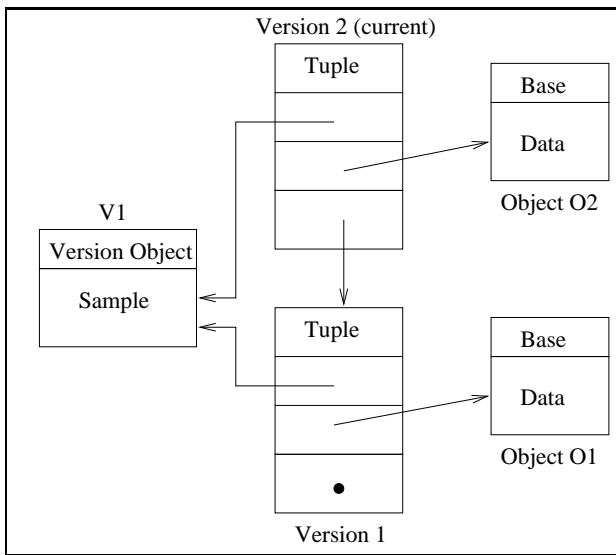 Version 2 (current)
Tuple
Base
Data
Object O2
V1
Version Object
Sample
Tuple
Base
Data
Object O1
Version 1